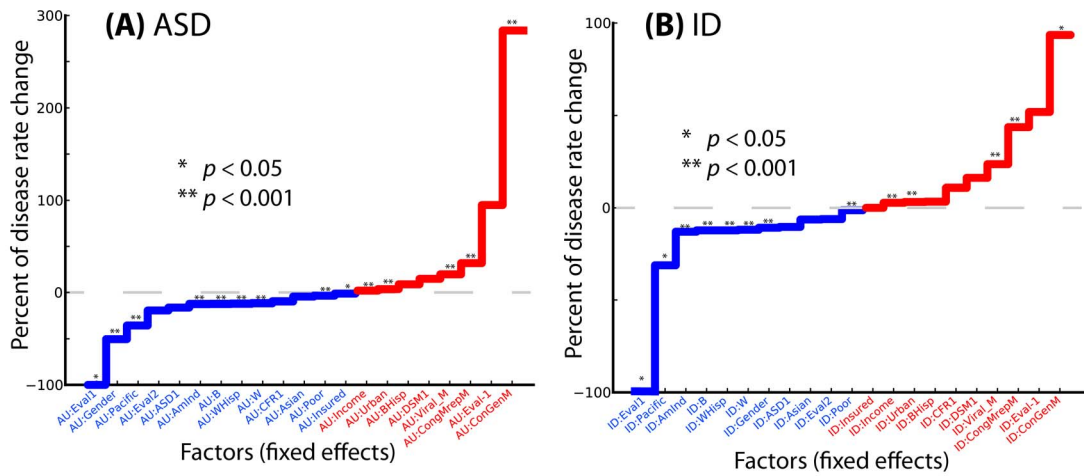 (A) ASD
Percent of disease rate change
300
200
100
0
−100
* p < 0.05
** p < 0.001
**
*
**
**
**
**
**
**
**
*
**
**
**
**
AU:Eval1
AU:Gender
AU:Pacific
AU:Eval2
AU:ASD1
AU:AmInd
AU:B
AU:WHisp
AU:W
AU:CFR1
AU:Asian
AU:Poor
AU:Insured
AU:Income
AU:Urban
AU:BHisp
AU:DSM1
AU:Viral_M
AU:CongMrepM
AU:Eval-1
AU:ConGenM
Factors (fixed effects)
(B) ID
Percent of disease rate change
100
50
0
−50
−100
* p < 0.05
** p < 0.001
*
*
*
**
**
**
**
**
**
**
**
**
**
ID:Eval1
ID:Pacific
ID:AmInd
ID:B
ID:WHisp
ID:W
ID:Gender
ID:ASD1
ID:Asian
ID:Eval2
ID:Poor
ID:Insured
ID:Income
ID:Urban
ID:BHisp
ID:CFR1
ID:DSM1
ID:Viral_M
ID:CongMrepM
ID:Eval-1
ID:ConGenM
Factors (fixed effects)